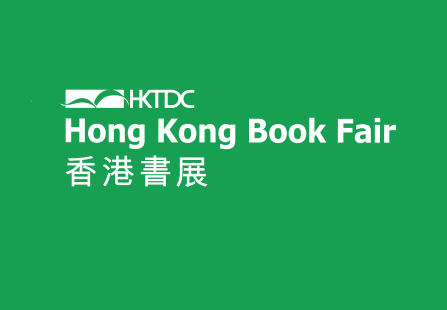 HKTDC
Hong Kong Book Fair
香港書展